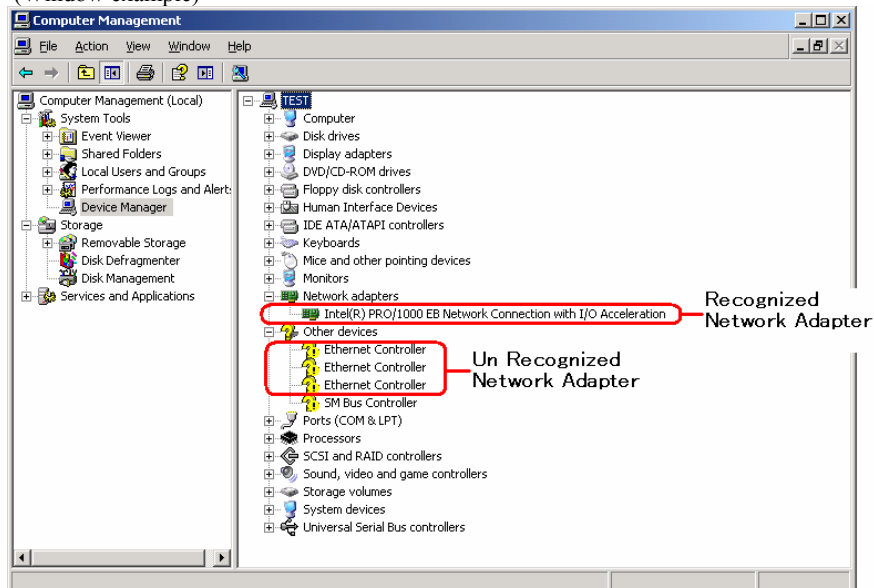 (Window example)
Computer Management
File Action View Window Help
Computer Management (Local)
System Tools
Event Viewer
Shared Folders
Local Users and Groups
Performance Logs and Alert:
Device Manager
Storage
Removable Storage
Disk Defragmenter
Disk Management
Services and Applications
TEST
Computer
Disk drives
Display adapters
DVD/CD-ROM drives
Floppy disk controllers
Human Interface Devices
IDE ATA/ATAPI controllers
Keyboards
Mice and other pointing devices
Monitors
Network adapters
Intel(R) PRO/1000 EB Network Connection with I/O Acceleration
Other devices
Ethernet Controller
Ethernet Controller
Ethernet Controller
SM Bus Controller
Ports (COM & LPT)
Processors
SCSI and RAID controllers
Sound, video and game controllers
Storage volumes
System devices
Universal Serial Bus controllers
Recognized
Network Adapter
Un Recognized
Network Adapter